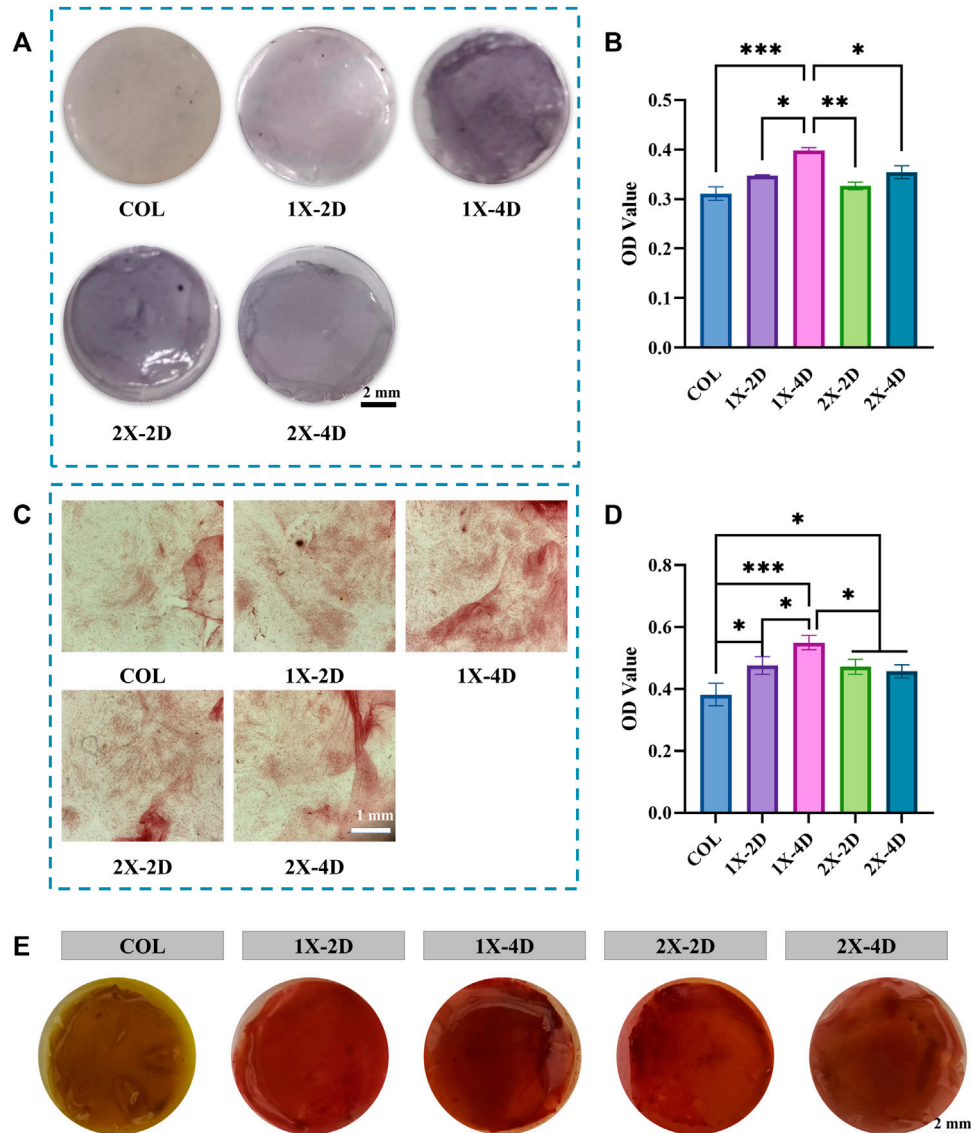 A
COL
1X-2D
1X-4D
2X-2D
2X-4D
2 mm
B
***
*
*
**
0.5
0.4
0.3
0.2
0.1
0.0
OD Value
COL
1X-2D
1X-4D
2X-2D
2X-4D
C
COL
1X-2D
1X-4D
1 mm
2X-2D
2X-4D
D
*
***
*
*
*
0.8
0.6
0.4
0.2
0.0
OD Value
COL
1X-2D
1X-4D
2X-2D
2X-4D
E
COL
1X-2D
1X-4D
2X-2D
2X-4D
2 mm